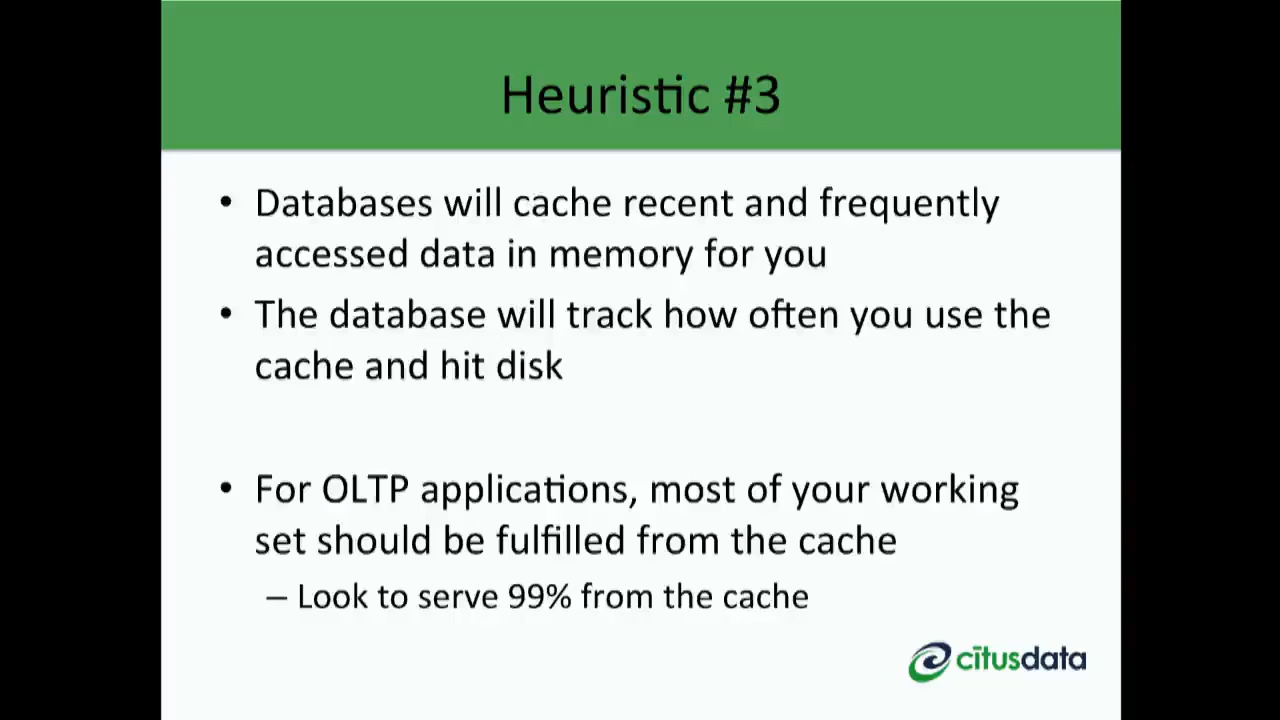 Heuristic #3
• Databases will cache recent and frequently
accessed data in memory for you
• The database will track how often you use the
cache and hit disk
• For OLTP applications, most of your working
set should be fulfilled from the cache
– Look to serve 99% from the cache
citusdata